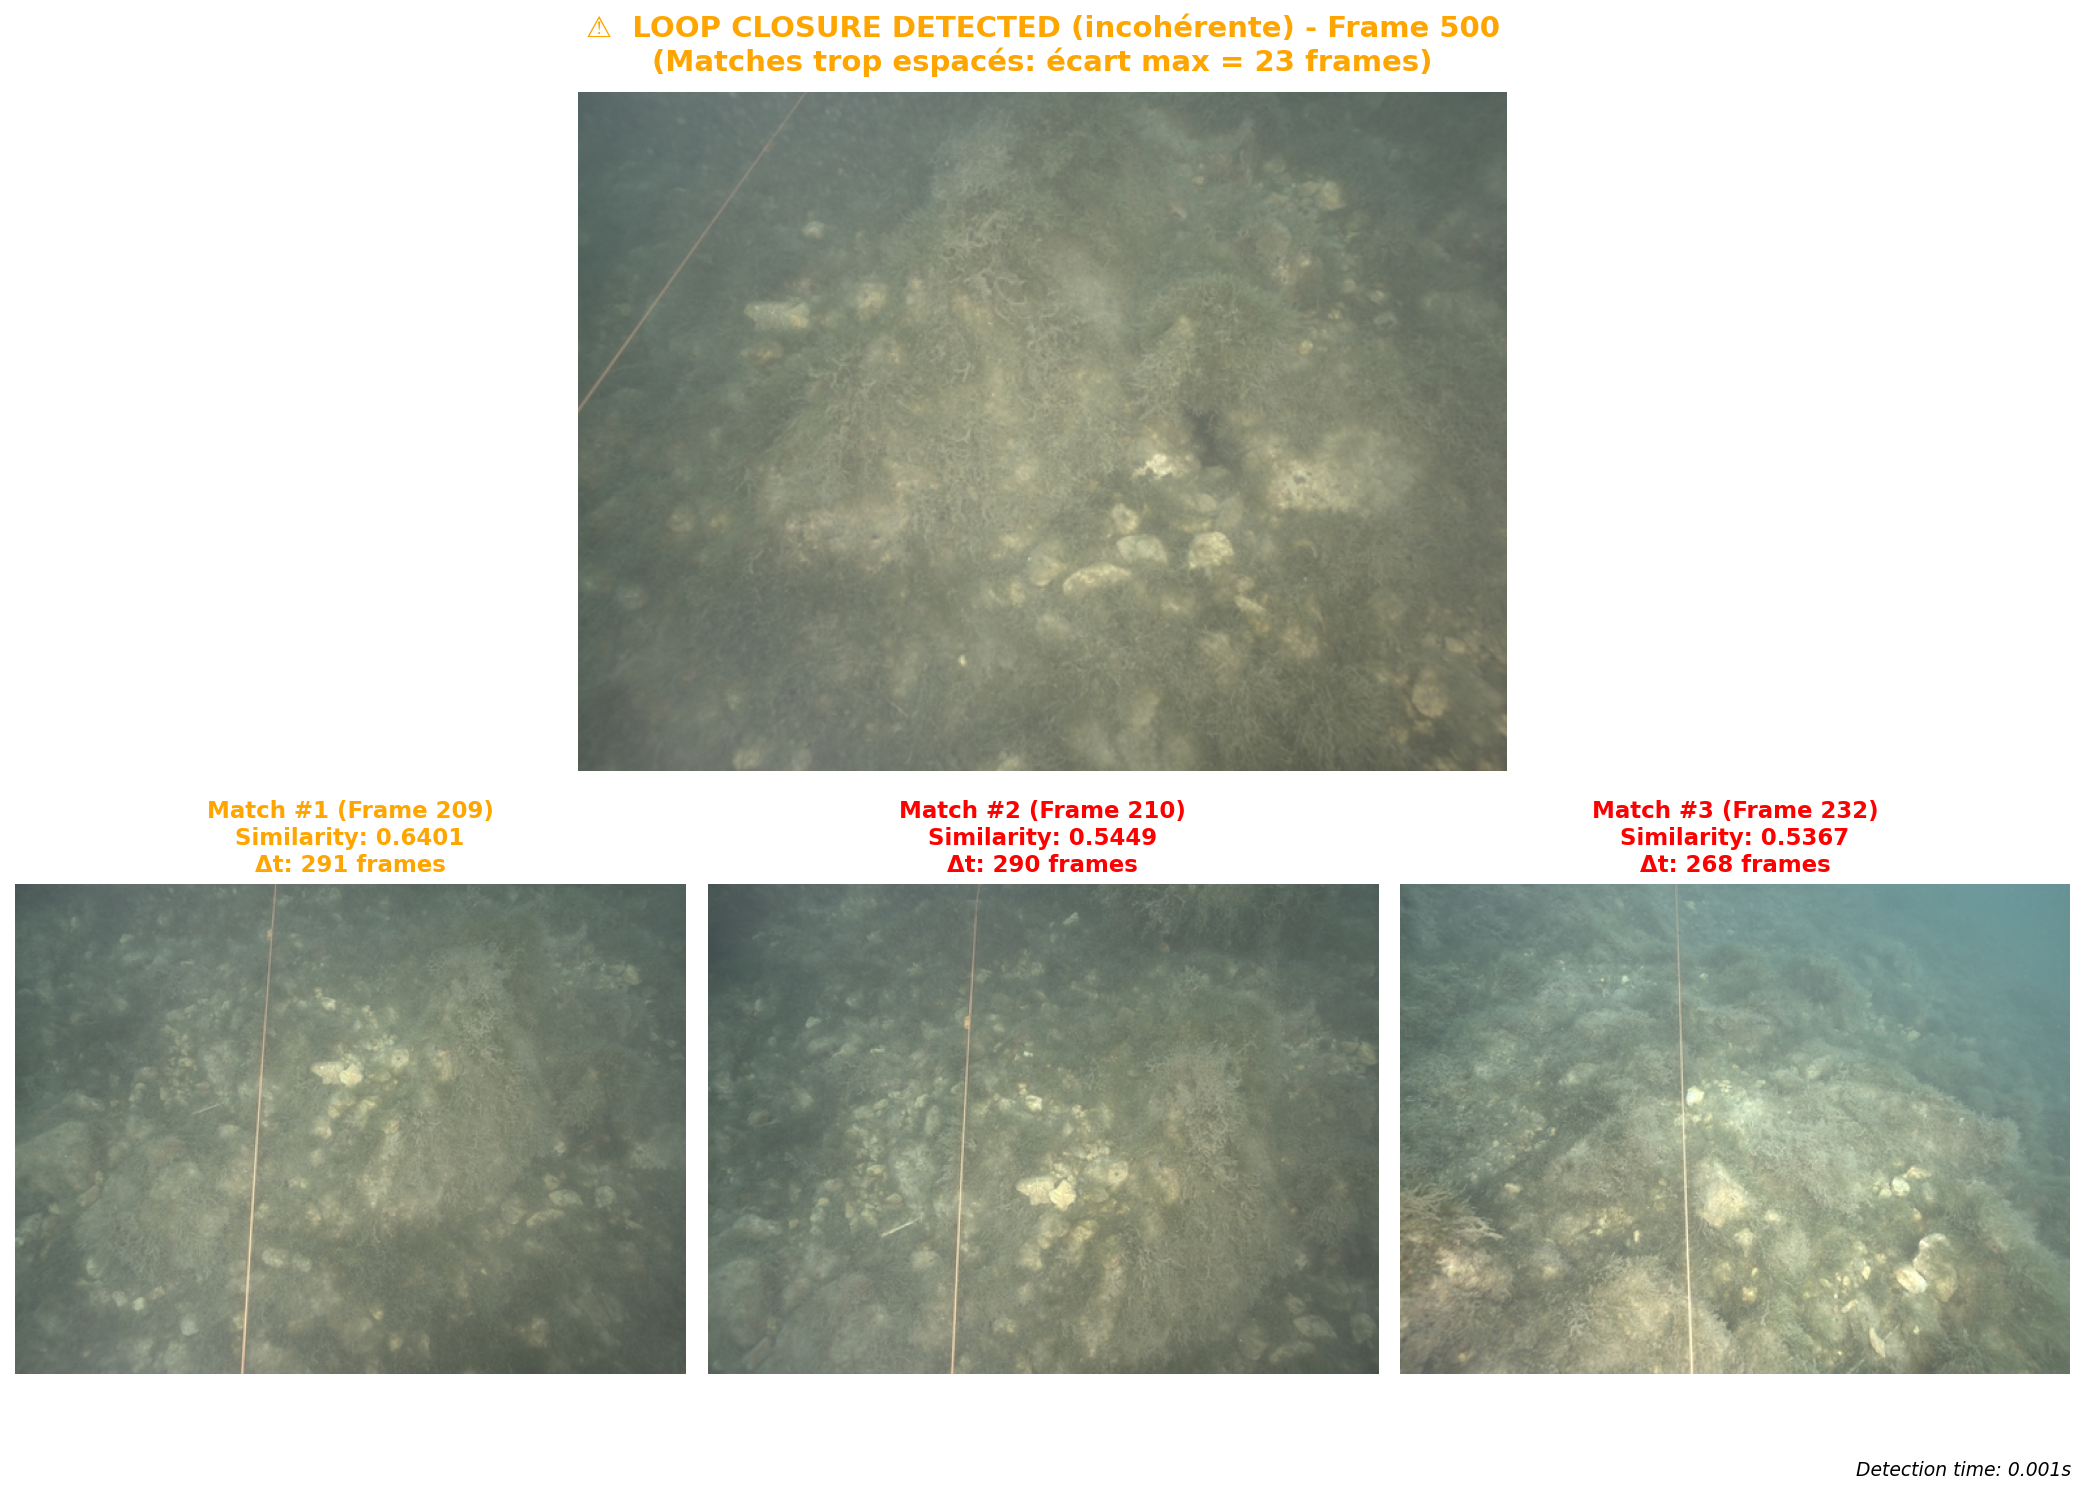 ⚠ LOOP CLOSURE DETECTED (incohérente) - Frame 500
(Matches trop espacés: écart max = 23 frames)
Match #1 (Frame 209)
Similarity: 0.6401
Δt: 291 frames
Match #2 (Frame 210)
Similarity: 0.5449
Δt: 290 frames
Match #3 (Frame 232)
Similarity: 0.5367
Δt: 268 frames
Detection time: 0.001s